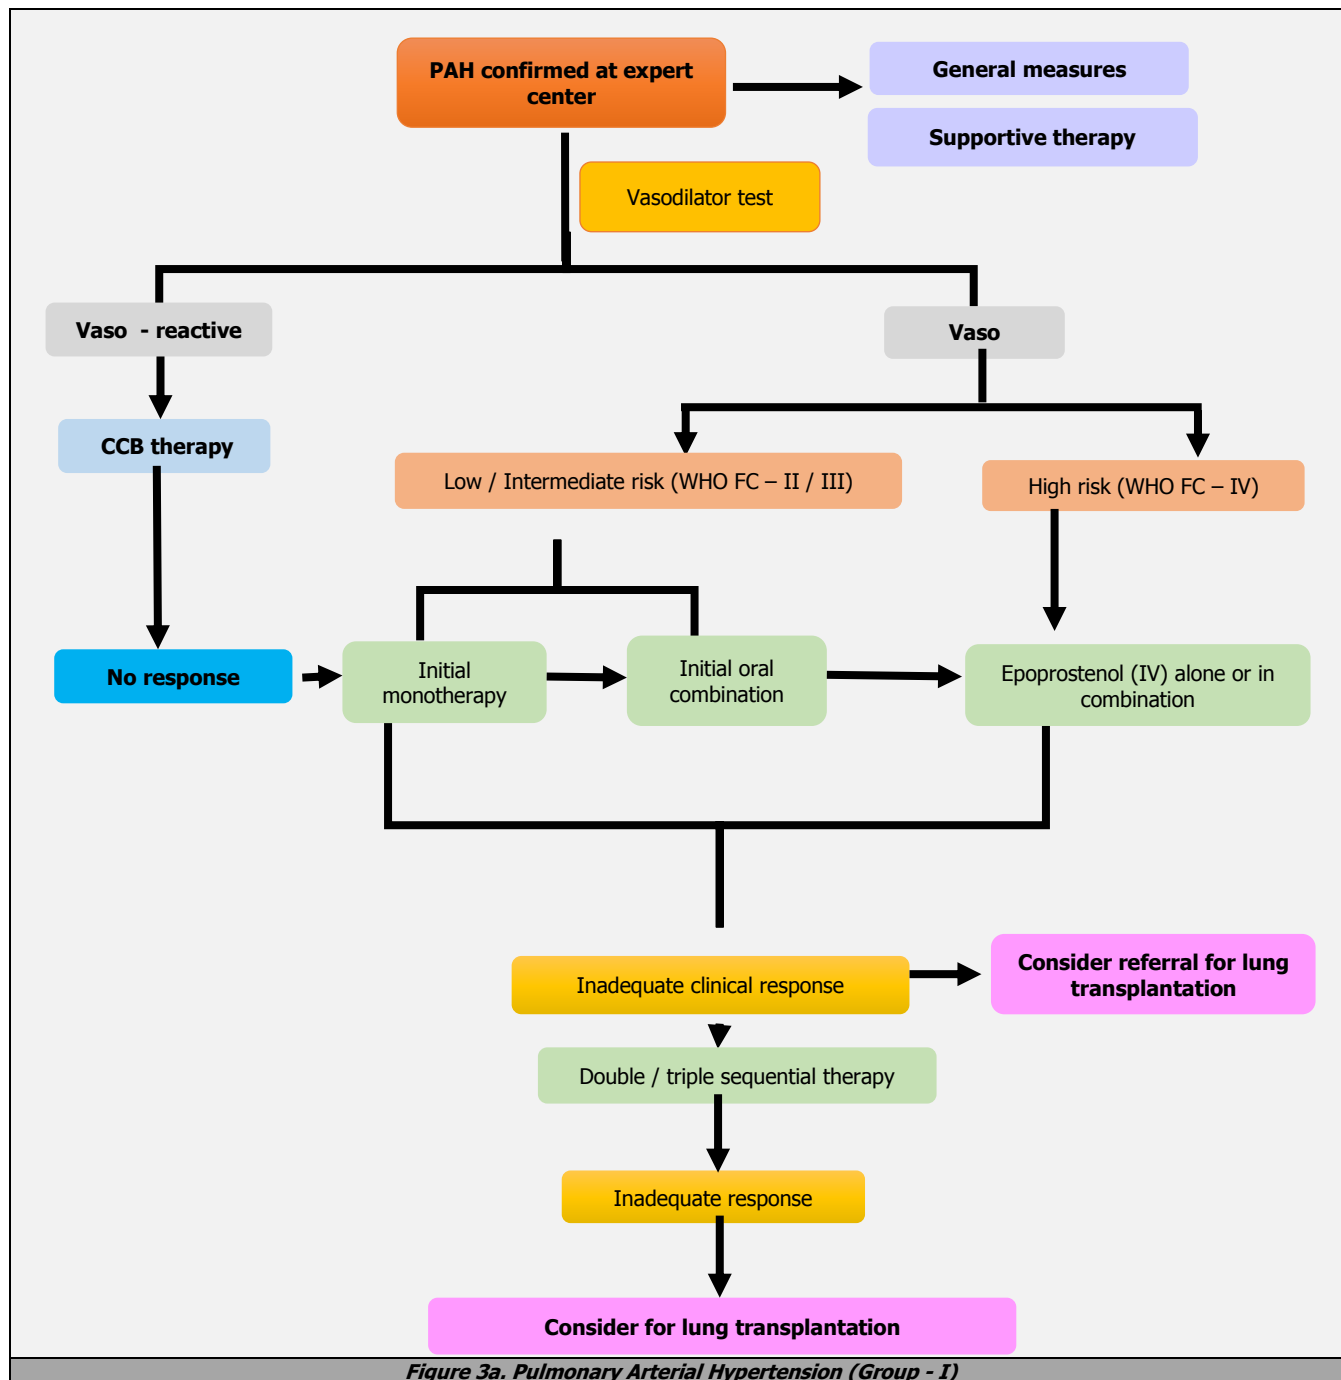 PAH confirmed at expert
center
General measures
Supportive therapy
Vasodilator test
Vaso - reactive
Vaso
CCB therapy
Low / Intermediate risk (WHO FC – II / III)
High risk (WHO FC – IV)
No response
Initial
monotherapy
Initial oral
combination
Epoprostenol (IV) alone or in
combination
Inadequate clinical response
Consider referral for lung
transplantation
Double / triple sequential therapy
Inadequate response
Consider for lung transplantation
Figure 3a. Pulmonary Arterial Hypertension (Group - I)